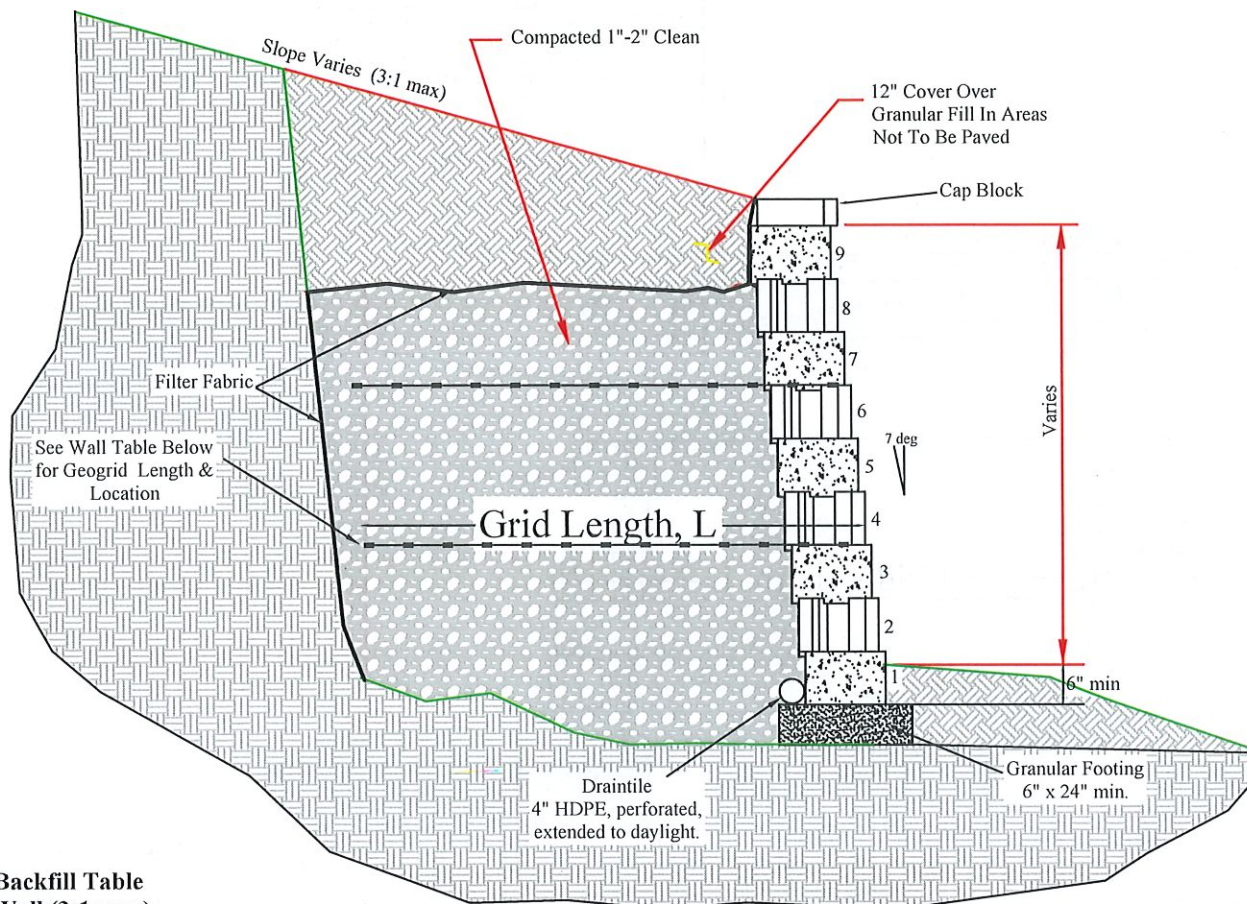 Slope Varies (3:1 max)
Compacted 1"-2" Clean
12" Cover Over
Granular Fill In Areas
Not To Be Paved
Cap Block
9
8
7
6
5
4
3
2
1
Filter Fabric
See Wall Table Below
for Geogrid Length &
Location
Grid Length, L
7 deg
Varies
6" min
Draintile
4" HDPE, perforated,
extended to daylight.
Granular Footing
6" x 24" min.
Backfill Table